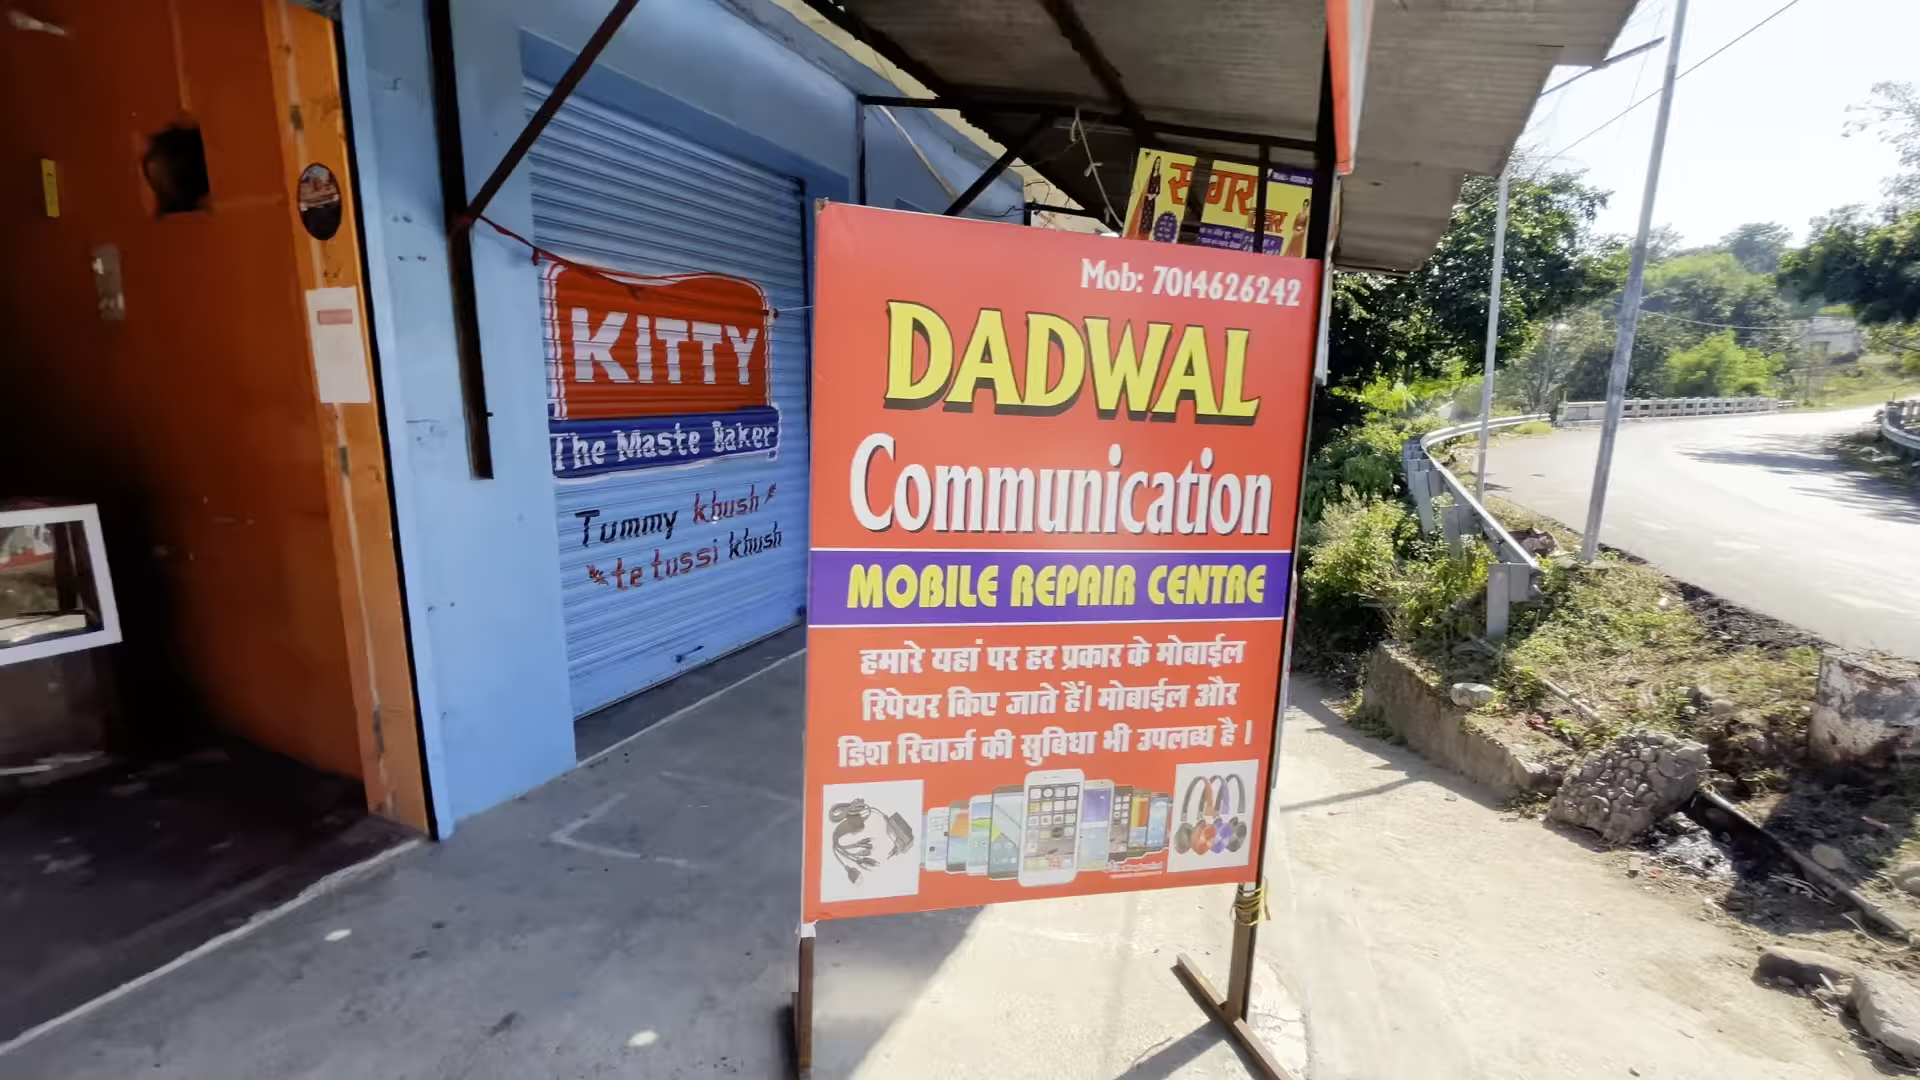 KITTY
The Maste Baker
Tummy khush
te tussi khush
सागर
Mob: 7014626242
DADWAL
Communication
MOBILE REPAIR CENTRE
हमारे यहां पर हर प्रकार के मोबाईल
रिपेयर किए जाते हैं। मोबाईल और
डिश रिचार्ज की सुबिधा भी उपलब्ध है।